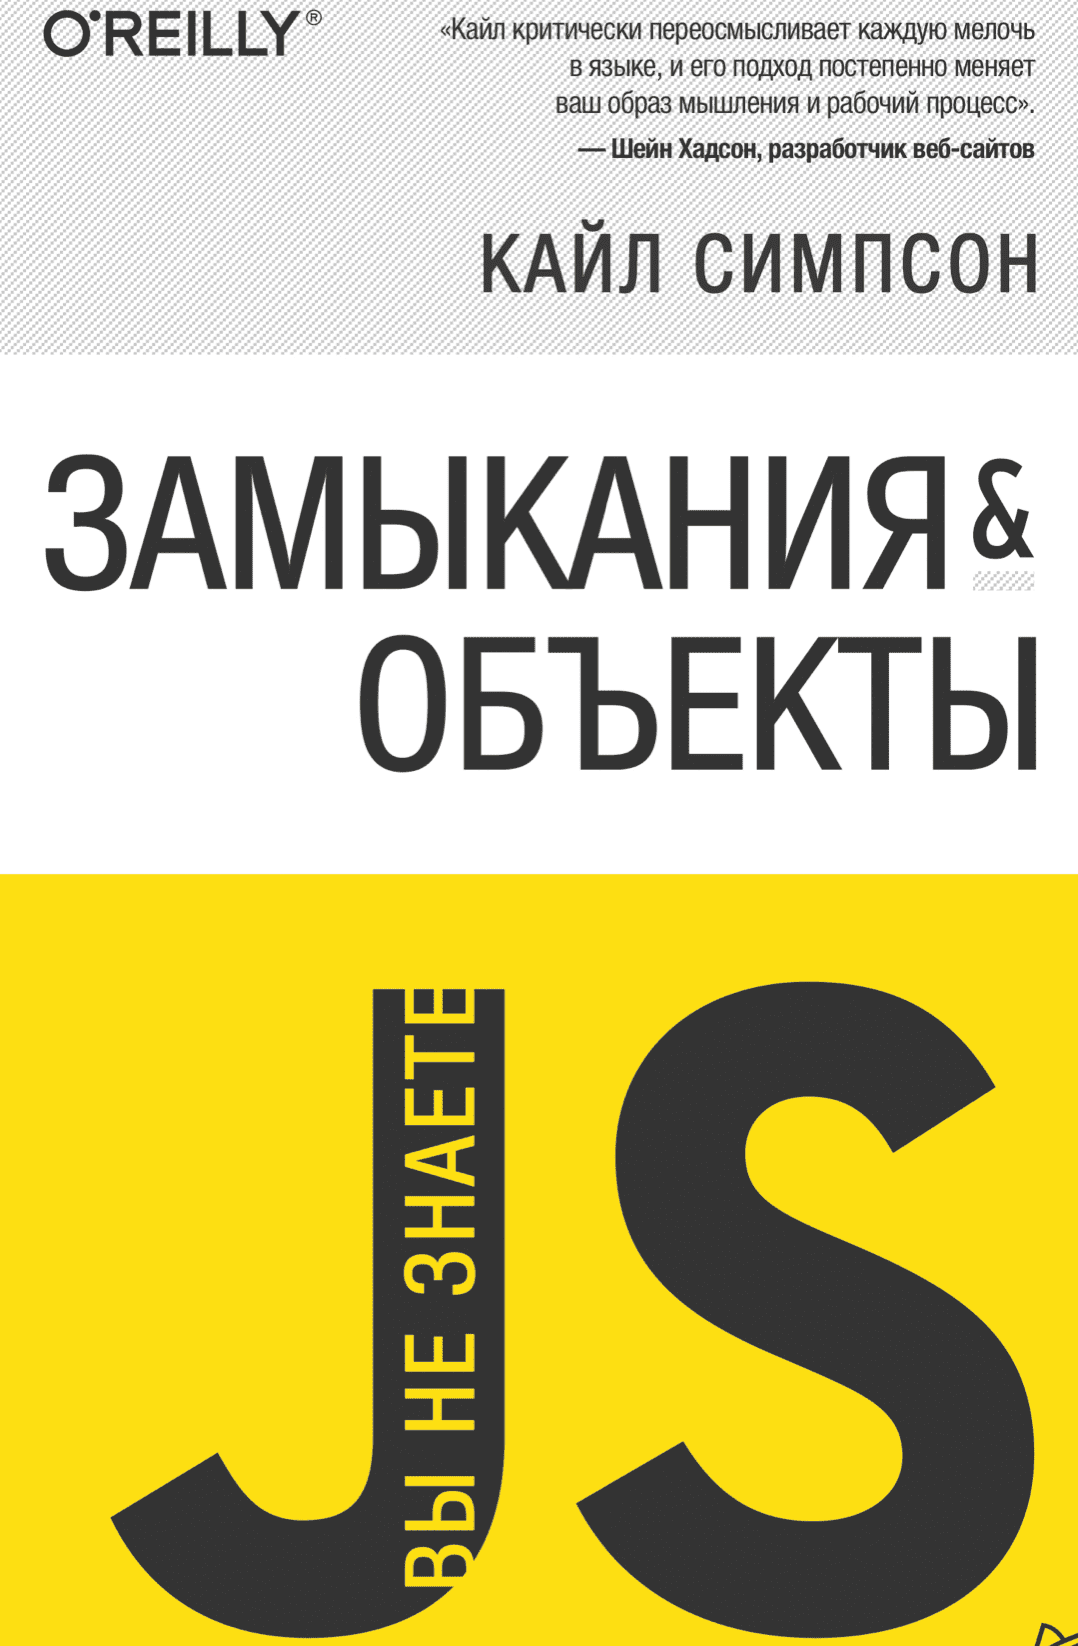 O'REILLY®
«Кайл критически переосмысливает каждую мелочь
в языке, и его подход постепенно меняет
ваш образ мышления и рабочий процесс».
— Шейн Хадсон, разработчик веб-сайтов
КАЙЛ СИМПСОН
ЗАМЫКАНИЯ &
ОБЪЕКТЫ
ВЫ НЕ ЗНАЕТЕ
JS